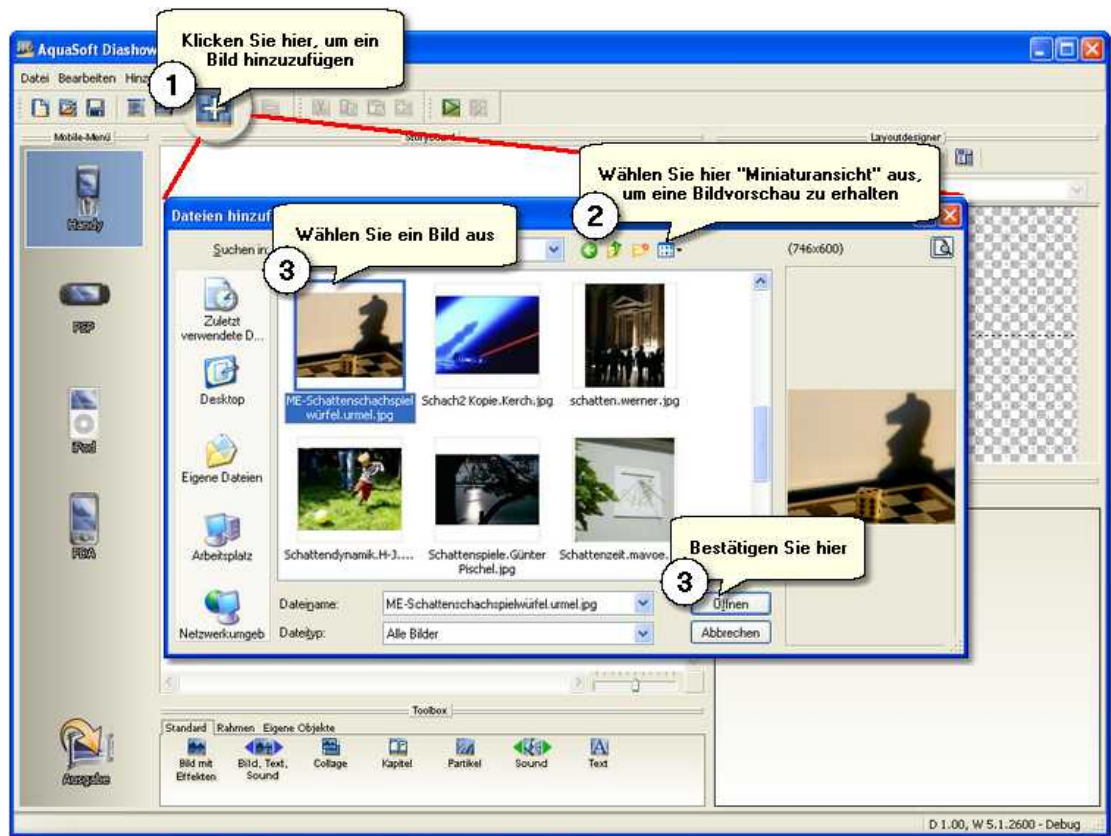 AquaSoft Diashow
Klicken Sie hier, um ein
Bild hinzuzufügen
1
Datei Bearbeiten Hinz
Mobile-Menü
Storyboard
Layoutdesigner
Wählen Sie hier "Miniaturansicht" aus,
um eine Bildvorschau zu erhalten
2
Handy
PSP
iPod
PDA
Ausgabe
Dateien hinzuf
Wählen Sie ein Bild aus
3
Suchen in:
(746x600)
Zuletzt
verwendete D...
Desktop
Eigene Dateien
Arbeitsplatz
Netzwerkumgeb
ME-Schattenschachspiel
würfel.urmel.jpg
Schach2 Kopie.Kerch.jpg
schatten.werner.jpg
Schattendynamik.H-J....
Schattenspiele.Günter
Pischel.jpg
Schattenzeit.mavoe.
Bestätigen Sie hier
3
Dateiname:
ME-Schattenschachspielwürfel.urmel.jpg
Öffnen
Dateityp:
Alle Bilder
Abbrechen
Toolbox
Standard Rahmen Eigene Objekte
Bild mit
Effekten
Bild, Text,
Sound
Collage
Kapitel
Partikel
Sound
Text
D 1.00, W 5.1.2600 - Debug